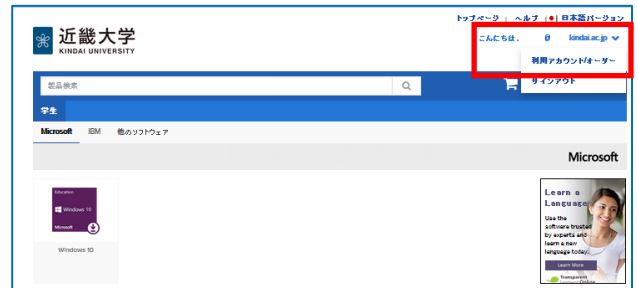 トップページ | ヘルプ | 日本語バージョン
近畿大学
KINDAI UNIVERSITY
こんにちは、 @ kindai.ac.jp
利用アカウント/オーダー
サインアウト
製品検索
学生
Microsoft IBM 他のソフトウェア
Microsoft
Education
Windows 10
Microsoft
Windows 10
Learn a
Language
Use the
software trusted
by experts and
learn a new
language today.
Learn More
Transparent
Language Online